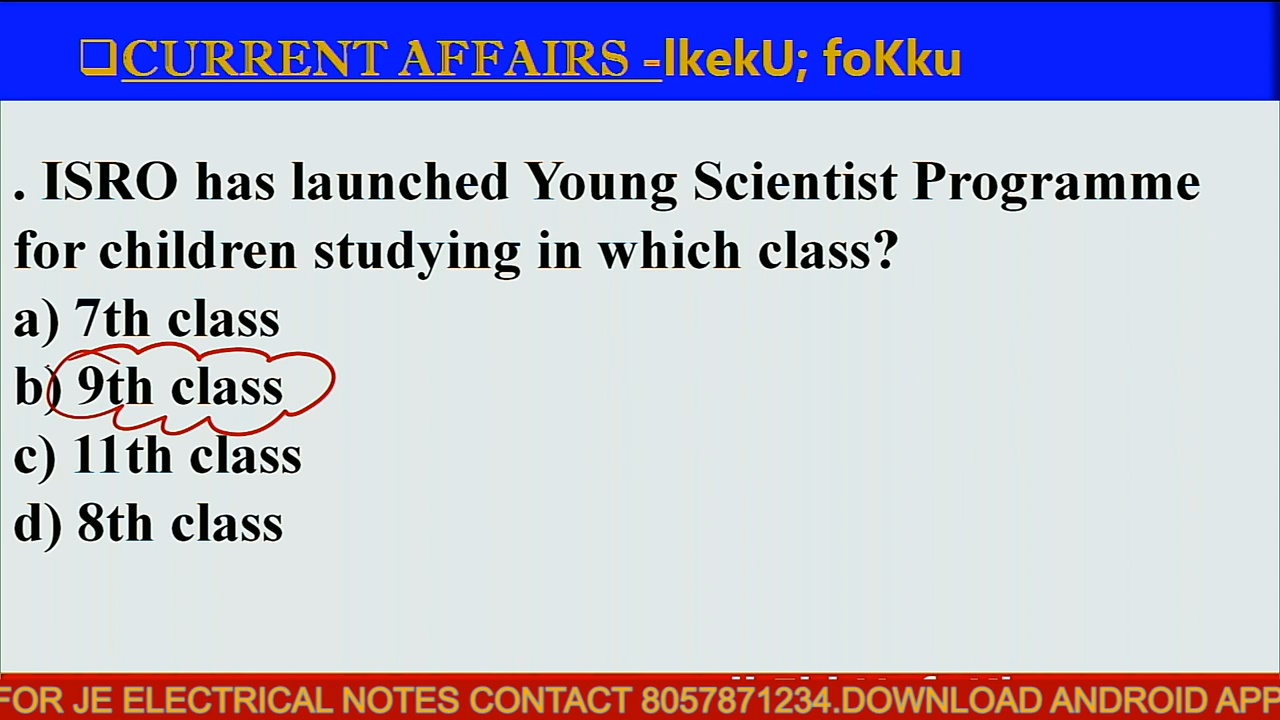 ❑CURRENT AFFAIRS -lkekU; foKku
. ISRO has launched Young Scientist Programme
for children studying in which class?
a) 7th class
b) 9th class
c) 11th class
d) 8th class
FOR JE ELECTRICAL NOTES CONTACT 8057871234.DOWNLOAD ANDROID APP